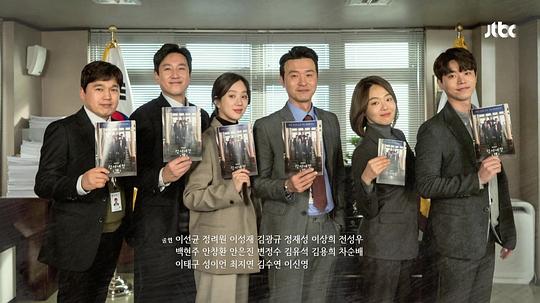 jtbc
출연 이선균 정려원 이성재 김광규 정재성 이상희 전성우
백현주 안창환 안은진 변정수 김유석 김용희 차순배
이태구 성이언 최지연 김수연 이신영